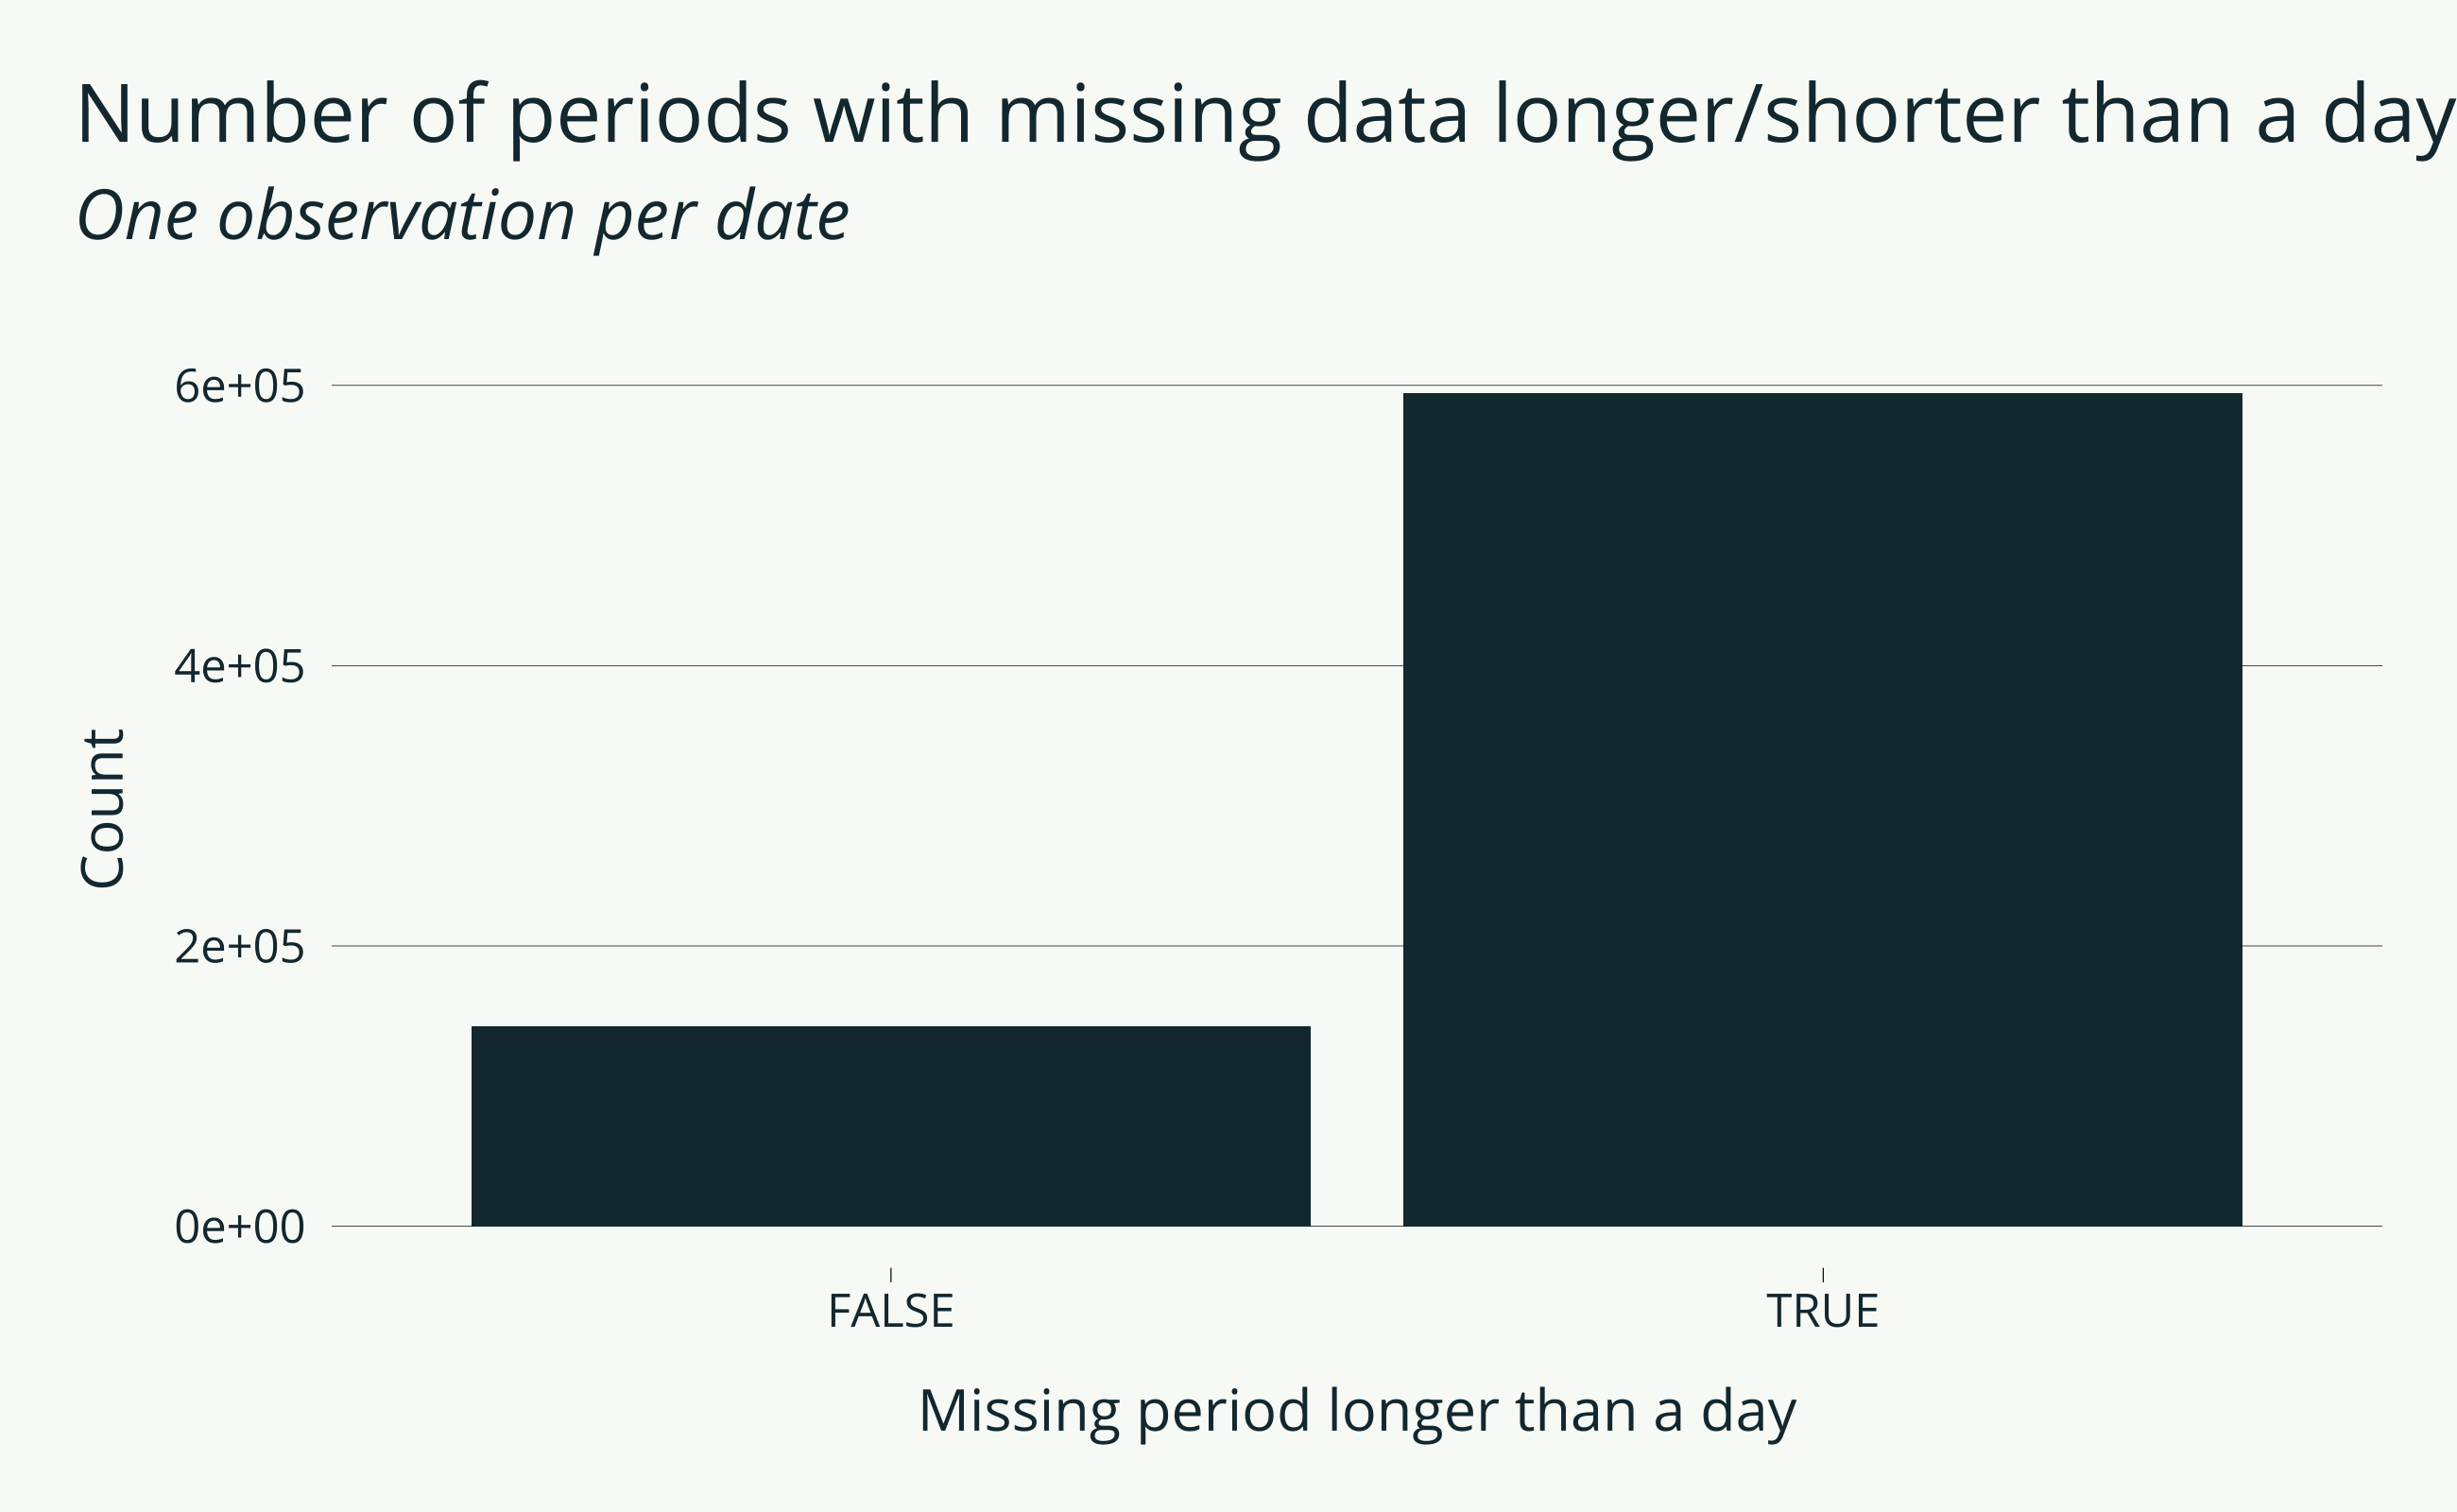 Number of periods with missing data longer/shorter than a day
One observation per date
6e+05
4e+05
2e+05
0e+00
Count
FALSE
TRUE
Missing period longer than a day